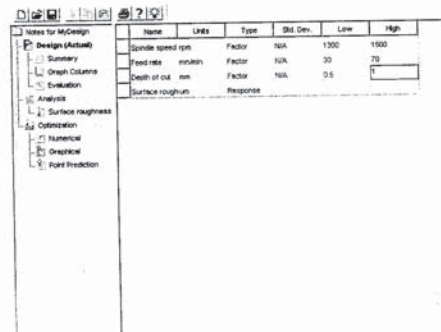 Notes for MyDesign
Design (Actual)
Summary
Graph Columns
Evaluation
Analysis
Surface roughness
Optimization
Numerical
Graphical
Point Prediction
Name Units Type Std. Dev. Low High
Spindle speed rpm Factor N/A 1300 1500
Feed rate mm/min Factor N/A 30 70
Depth of cut mm Factor N/A 0.5 1
Surface rough um Response